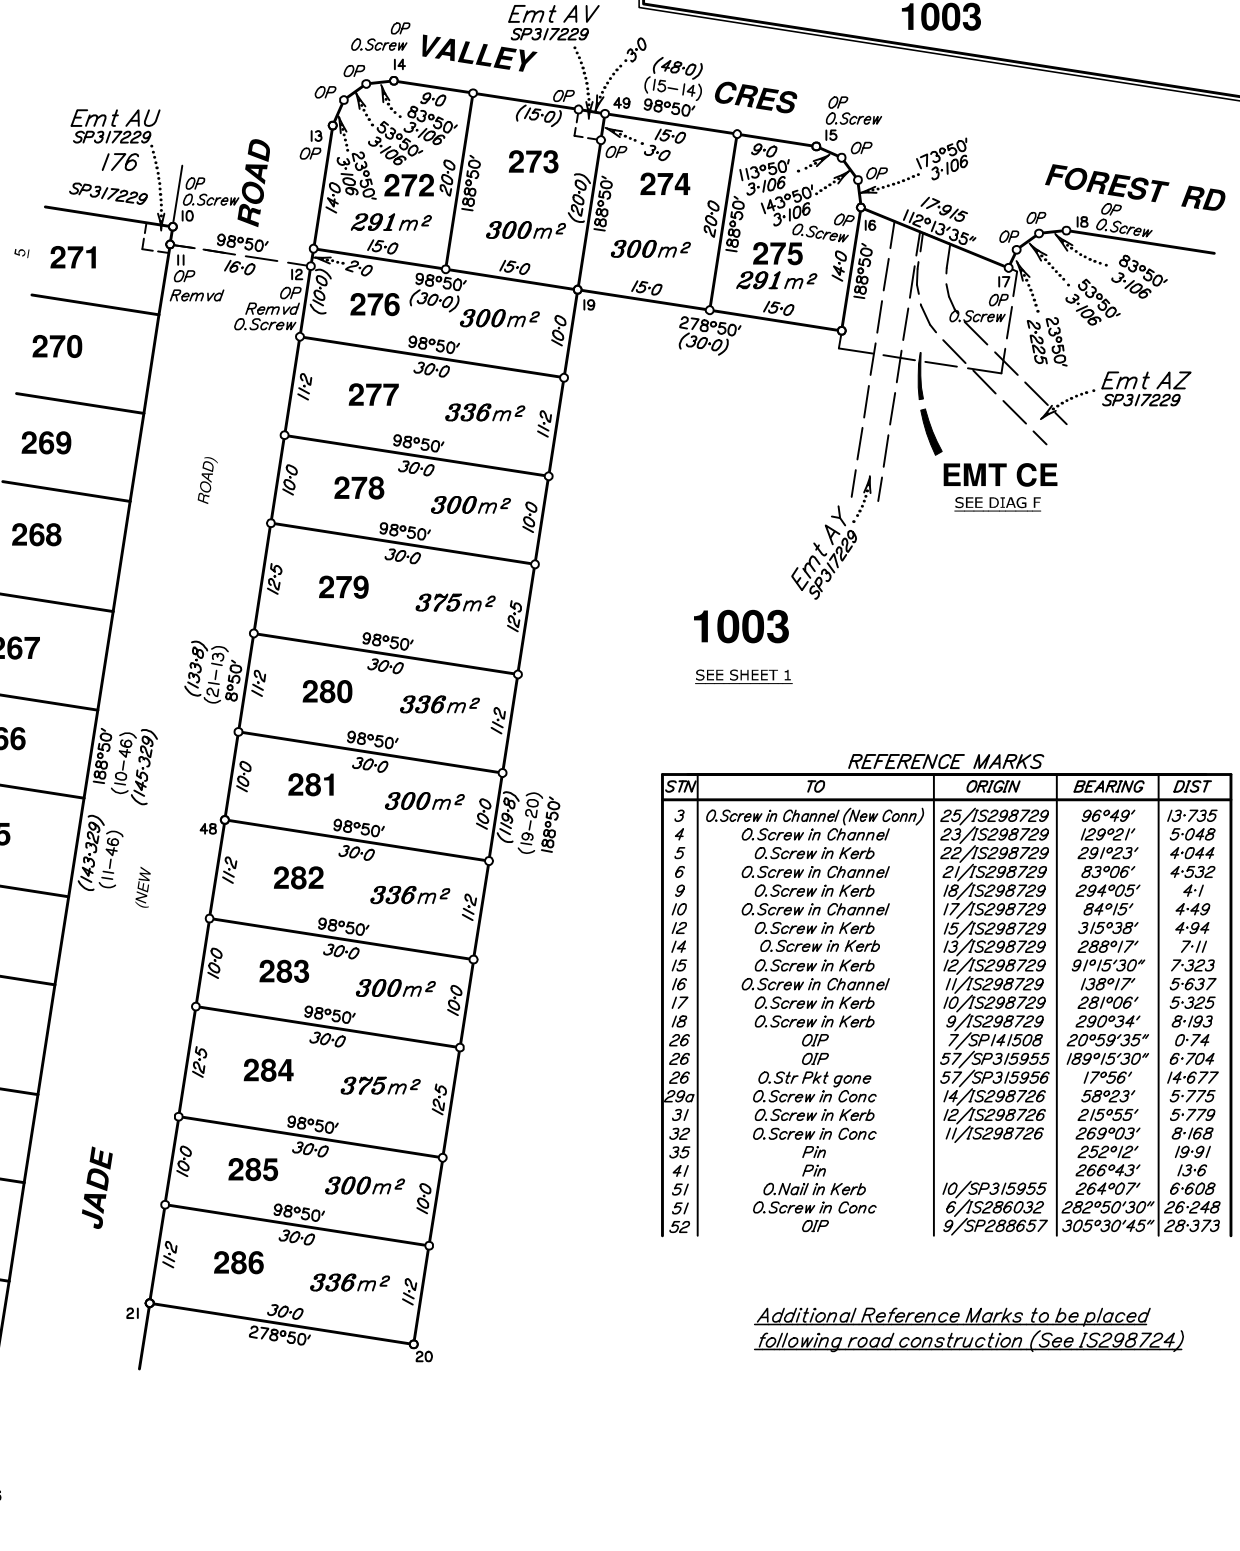 1003
Emt AV
SP317229
OP
O.Screw
14
VALLEY
CRES
3·0
(48·0)
(15–14)
98°50′
OP
O.Screw
15
FOREST RD
Emt AU
SP317229
176
SP317229
OP
O.Screw
10
ROAD
OP
OP
13
OP
9·0
83°50′
3·106
53°50′
3·106
23°50′
3·106
14·0
272
291m²
15·0
20·0
188°50′
(15·0)
OP
49
273
300m²
15·0
OP
3·0
(20·0)
188°50′
15·0
274
300m²
15·0
20·0
188°50′
9·0
113°50′
3·106
143°50′
3·106
O.Screw
275
291m²
15·0
OP
OP
OP
16
14·0
188°50′
173°50′
3·106
17·915
112°13′35″
OP
OP
18
OP
O.Screw
83°50′
3·106
53°50′
3·106
23°50′
2·225
17
OP
O.Screw
271
51
11
OP
Remvd
98°50′
16·0
12
OP
Remvd
O.Screw
2·0
(10·0)
98°50′
(30·0)
276
300m²
10·0
19
278°50′
(30·0)
270
98°50′
30·0
277
336m²
11·2
11·2
Emt AZ
SP317229
EMT CE
SEE DIAG F
Emt AY
SP317229
269
98°50′
30·0
278
300m²
10·0
10·0
ROAD)
268
98°50′
30·0
279
375m²
12·5
12·5
1003
SEE SHEET 1
267
98°50′
30·0
280
336m²
11·2
11·2
(133·8)
(21–13)
8°50′
66
98°50′
30·0
281
300m²
10·0
10·0
188°50′
(10–46)
(145·329)
(119·8)
(19–20)
188°50′
5
(143·329)
(11–46)
(NEW
48
98°50′
30·0
282
336m²
11·2
11·2
98°50′
30·0
283
300m²
10·0
10·0
98°50′
30·0
284
375m²
12·5
12·5
JADE
98°50′
30·0
285
300m²
10·0
10·0
98°50′
30·0
286
336m²
11·2
11·2
21
30·0
278°50′
20
REFERENCE MARKS
STN TO ORIGIN BEARING DIST
3 O.Screw in Channel (New Conn) 25/IS298729 96°49′ 13·735
4 O.Screw in Channel 23/IS298729 129°21′ 5·048
5 O.Screw in Kerb 22/IS298729 291°23′ 4·044
6 O.Screw in Channel 21/IS298729 83°06′ 4·532
9 O.Screw in Kerb 18/IS298729 294°05′ 4·1
10 O.Screw in Channel 17/IS298729 84°15′ 4·49
12 O.Screw in Kerb 15/IS298729 315°38′ 4·94
14 O.Screw in Kerb 13/IS298729 288°17′ 7·11
15 O.Screw in Kerb 12/IS298729 91°15′30″ 7·323
16 O.Screw in Channel 11/IS298729 138°17′ 5·637
17 O.Screw in Kerb 10/IS298729 281°06′ 5·325
18 O.Screw in Kerb 9/IS298729 290°34′ 8·193
26 OIP 7/SP141508 20°59′35″ 0·74
26 OIP 57/SP315955 189°15′30″ 6·704
26 O.Str Pkt gone 57/SP315956 17°56′ 14·677
29a O.Screw in Conc 14/IS298726 58°23′ 5·775
31 O.Screw in Kerb 12/IS298726 215°55′ 5·779
32 O.Screw in Conc 11/IS298726 269°03′ 8·168
35 Pin 252°12′ 19·91
41 Pin 266°43′ 13·6
51 O.Nail in Kerb 10/SP315955 264°07′ 6·608
51 O.Screw in Conc 6/IS286032 282°50′30″ 26·248
52 OIP 9/SP288657 305°30′45″ 28·373
Additional Reference Marks to be placed
following road construction (See IS298724)